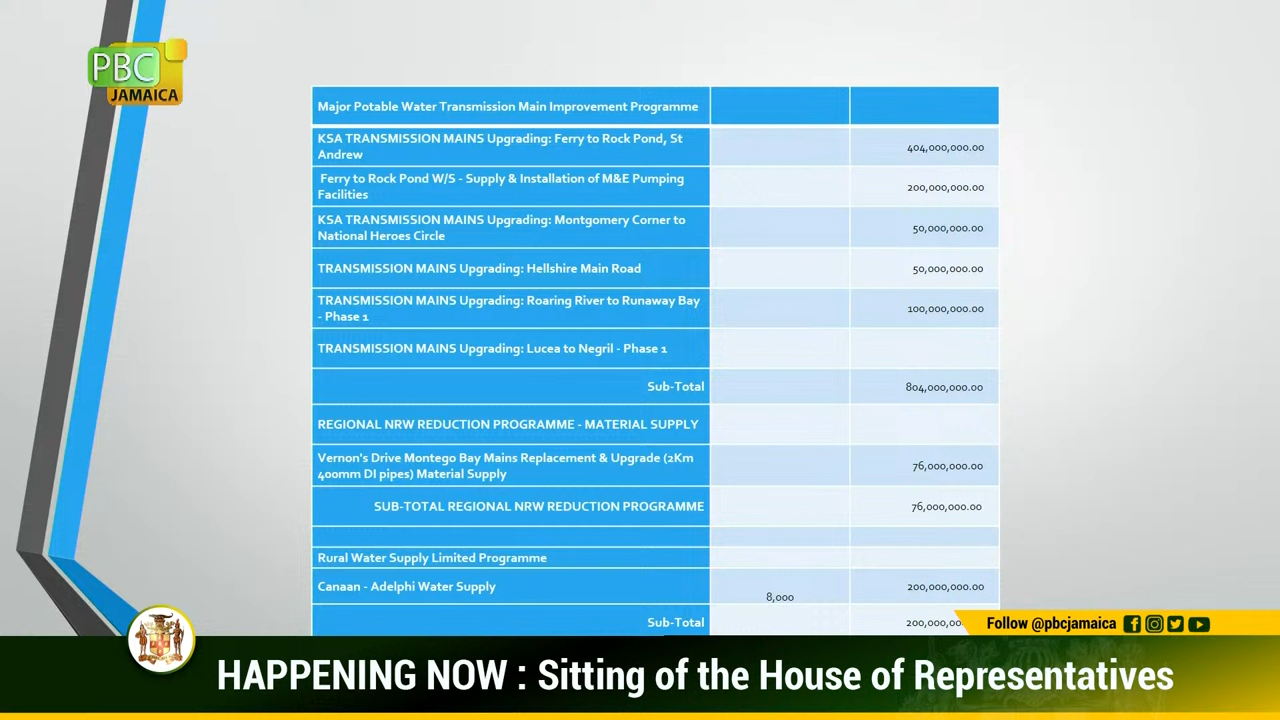 PBC
JAMAICA
Major Potable Water Transmission Main Improvement Programme
KSA TRANSMISSION MAINS Upgrading: Ferry to Rock Pond, St
Andrew
404,000,000.00
Ferry to Rock Pond W/S - Supply & Installation of M&E Pumping
Facilities
200,000,000.00
KSA TRANSMISSION MAINS Upgrading: Montgomery Corner to
National Heroes Circle
50,000,000.00
TRANSMISSION MAINS Upgrading: Hellshire Main Road
50,000,000.00
TRANSMISSION MAINS Upgrading: Roaring River to Runaway Bay
- Phase 1
100,000,000.00
TRANSMISSION MAINS Upgrading: Lucea to Negril - Phase 1
Sub-Total
804,000,000.00
REGIONAL NRW REDUCTION PROGRAMME - MATERIAL SUPPLY
Vernon's Drive Montego Bay Mains Replacement & Upgrade (2Km
400mm DI pipes) Material Supply
76,000,000.00
SUB-TOTAL REGIONAL NRW REDUCTION PROGRAMME
76,000,000.00
Rural Water Supply Limited Programme
Canaan - Adelphi Water Supply
8,000
200,000,000.00
Sub-Total
Follow @pbcjamaica
HAPPENING NOW : Sitting of the House of Representatives